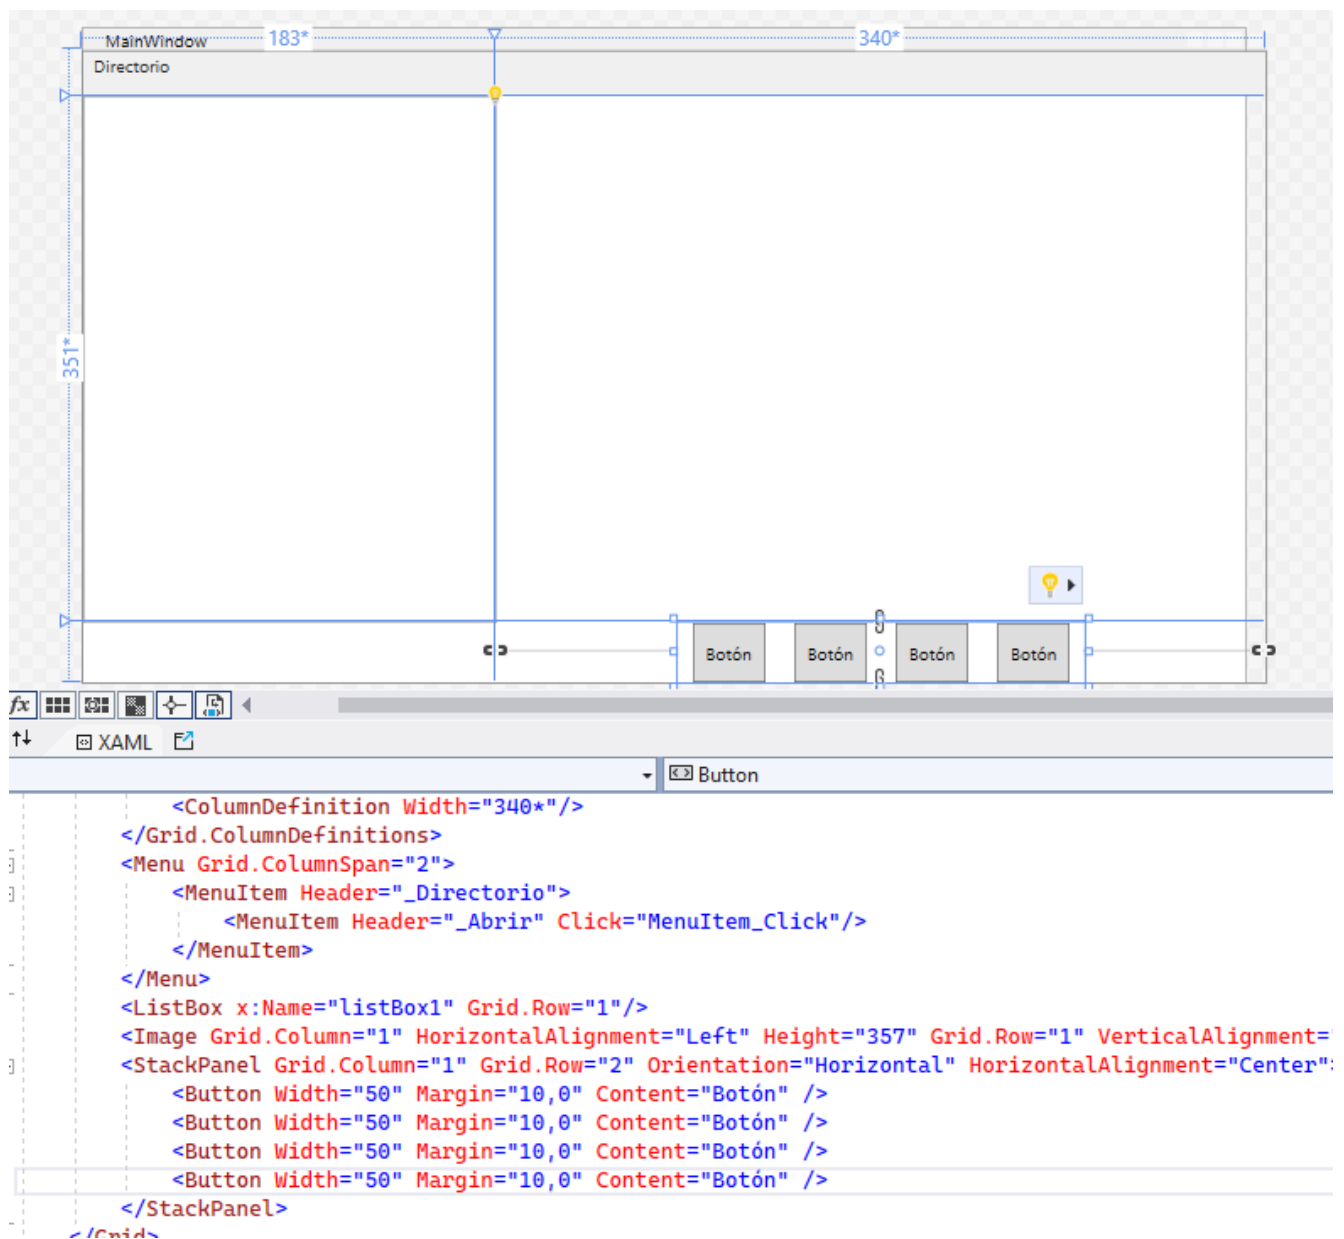 MainWindow 183* 340*
Directorio
351*
Botón Botón Botón Botón
fx
XAML
Button
<ColumnDefinition Width="340*"/>
</Grid.ColumnDefinitions>
<Menu Grid.ColumnSpan="2">
<MenuItem Header="_Directorio">
<MenuItem Header="_Abrir" Click="MenuItem_Click"/>
</MenuItem>
</Menu>
<ListBox x:Name="listBox1" Grid.Row="1"/>
<Image Grid.Column="1" HorizontalAlignment="Left" Height="357" Grid.Row="1" VerticalAlignment="
<StackPanel Grid.Column="1" Grid.Row="2" Orientation="Horizontal" HorizontalAlignment="Center">
<Button Width="50" Margin="10,0" Content="Botón" />
<Button Width="50" Margin="10,0" Content="Botón" />
<Button Width="50" Margin="10,0" Content="Botón" />
<Button Width="50" Margin="10,0" Content="Botón" />
</StackPanel>
</Grid>